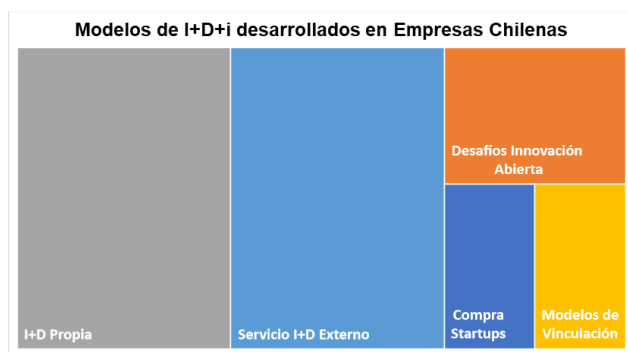 Modelos de I+D+i desarrollados en Empresas Chilenas
I+D Propia
Servicio I+D Externo
Desafíos Innovación
Abierta
Compra
Startups
Modelos de
Vinculación